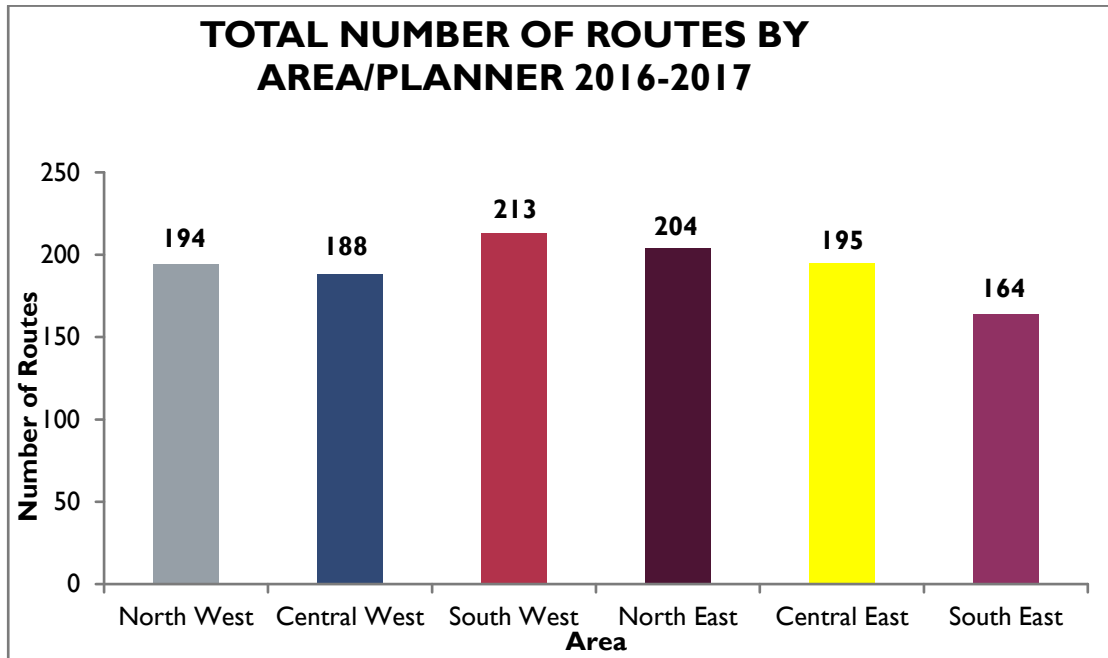 TOTAL NUMBER OF ROUTES BY
AREA/PLANNER 2016-2017
Number of Routes
250
200
150
100
50
0
194
188
213
204
195
164
North West
Central West
South West
North East
Central East
South East
Area